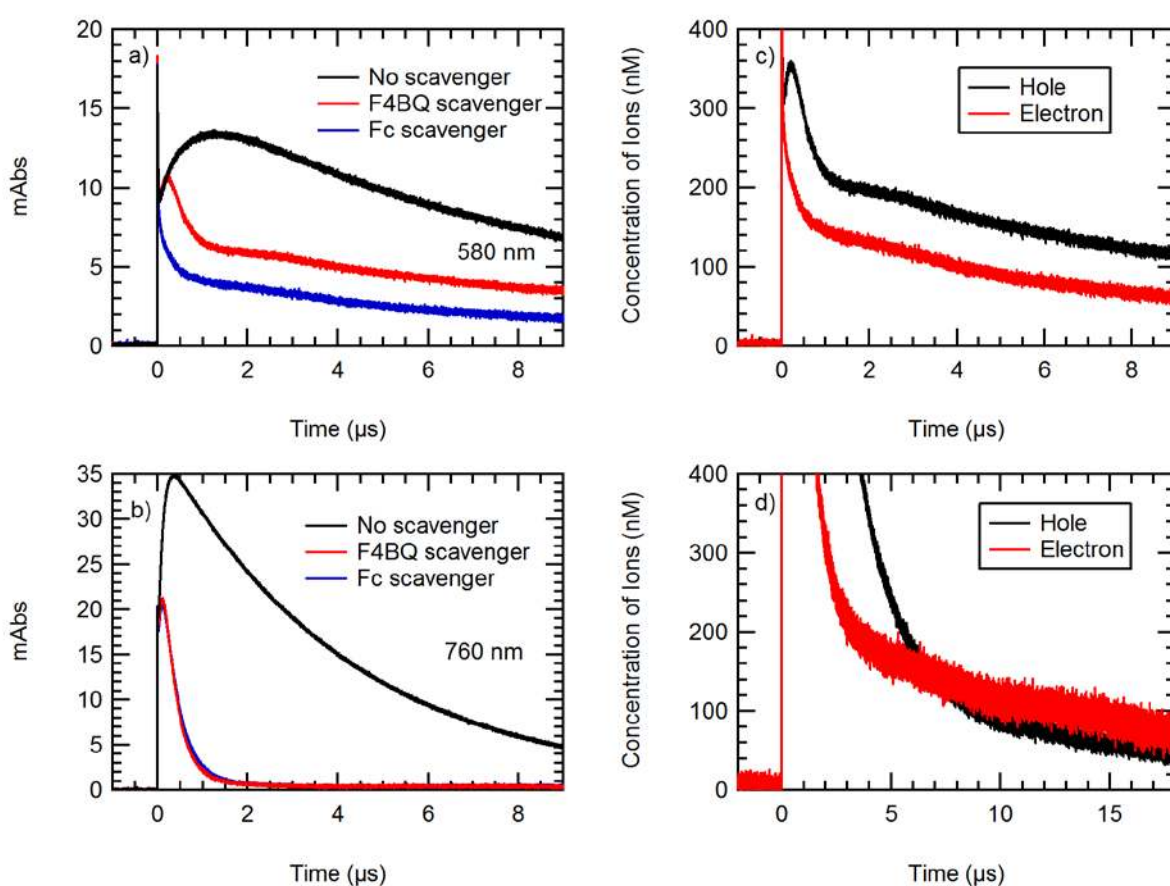 a)
20
15
10
5
0
mAbs
No scavenger
F4BQ scavenger
Fc scavenger
580 nm
0 2 4 6 8
Time (µs)
c)
400
300
200
100
0
Concentration of Ions (nM)
Hole
Electron
0 2 4 6 8
Time (µs)
b)
35
30
25
20
15
10
5
0
mAbs
No scavenger
F4BQ scavenger
Fc scavenger
760 nm
0 2 4 6 8
Time (µs)
d)
400
300
200
100
0
Concentration of Ions (nM)
Hole
Electron
0 5 10 15
Time (µs)